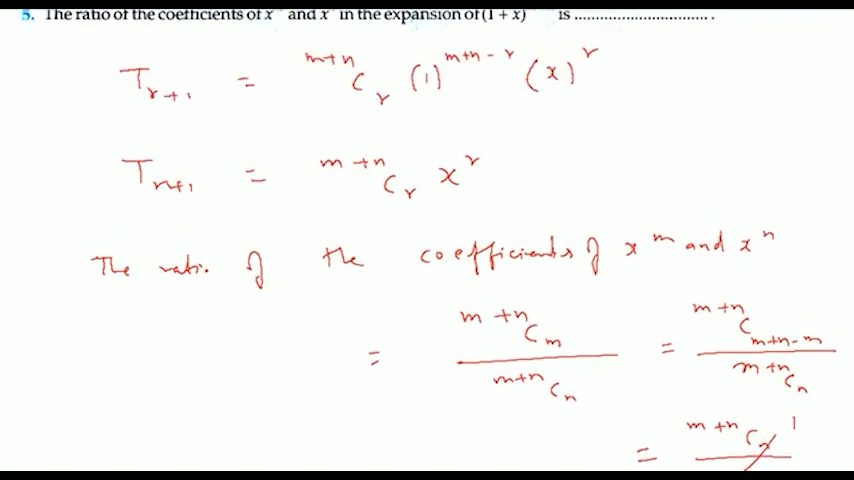 5. The ratio of the coefficients of x and x in the expansion of (1 + x) is ................................ .
T_{r+1} = ^{m+n}C_r (1)^{m+n-r} (x)^r
T_{r+1} = ^{m+n}C_r x^r
The ratio of the coefficients of x^m and x^n
= ^{m+n}C_m / ^{m+n}C_n = ^{m+n}C_{m+n-m} / ^{m+n}C_n
= ^{m+n}C_n 1